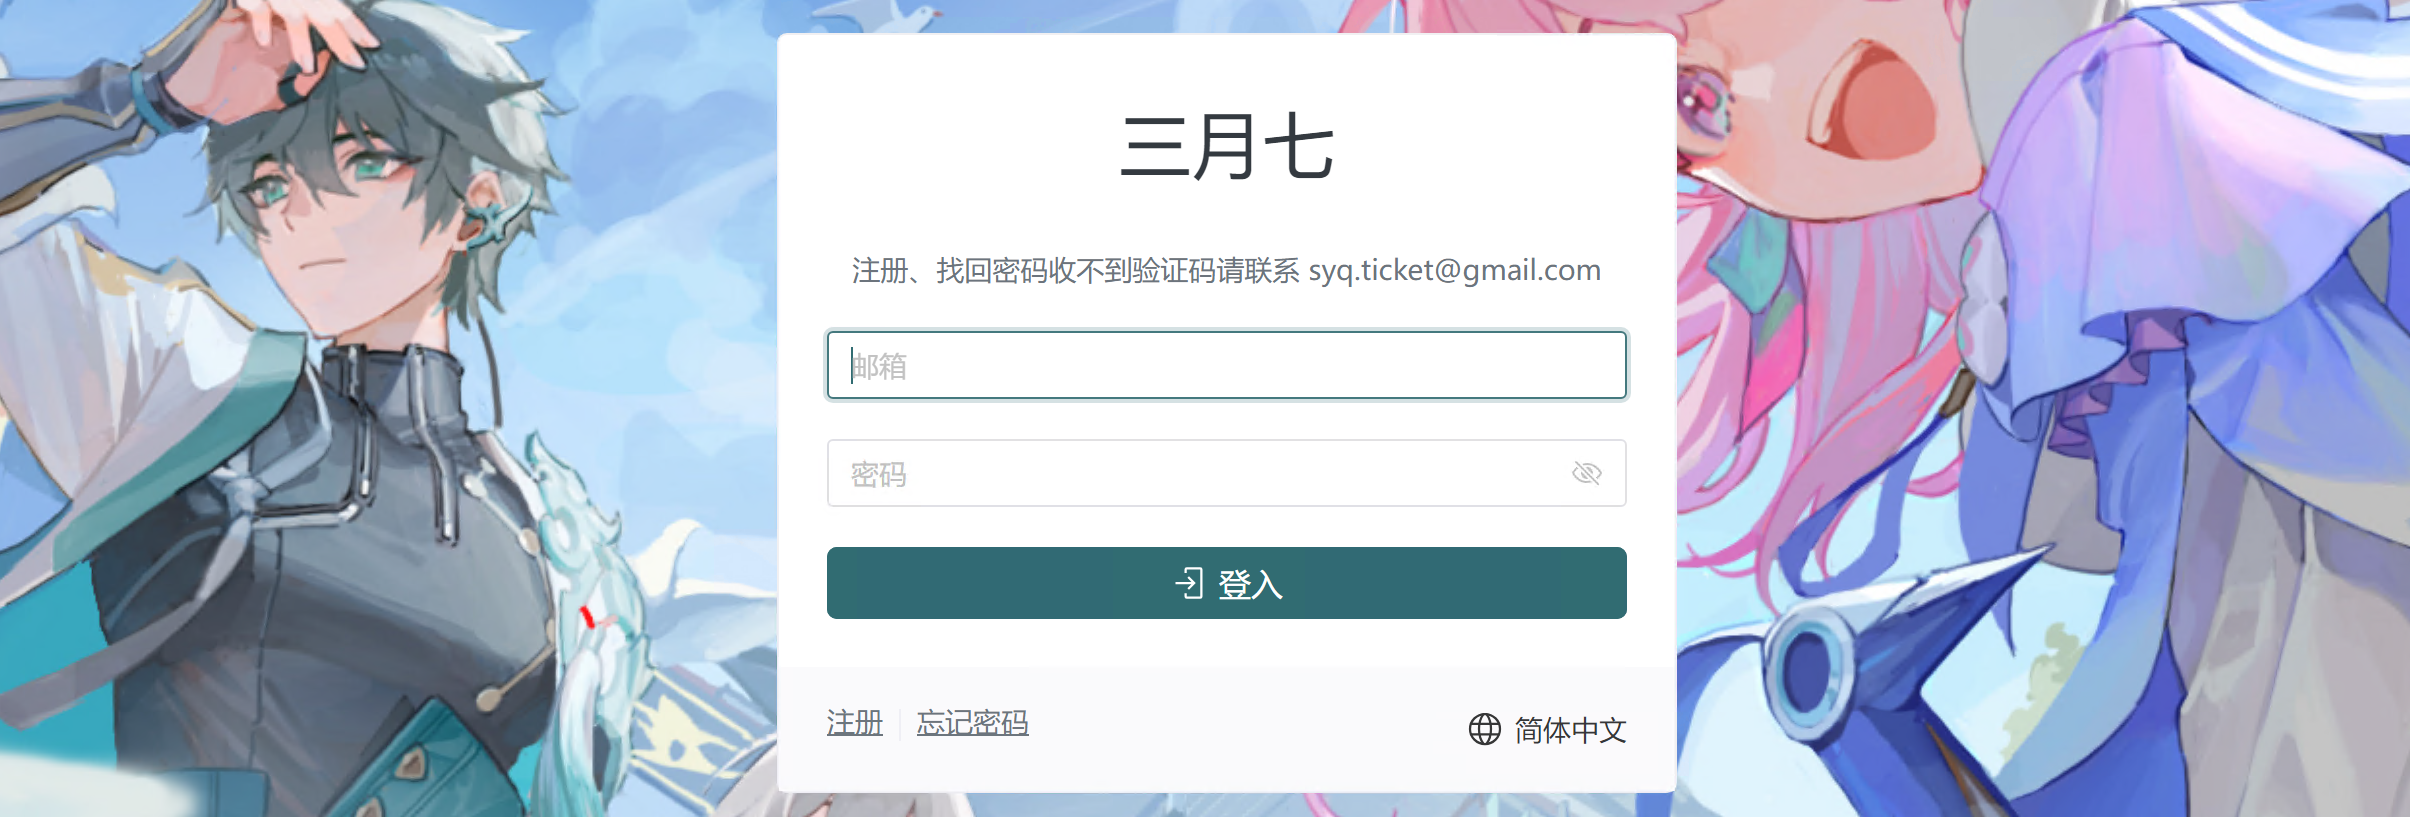 三月七
注册、找回密码收不到验证码请联系 syq.ticket@gmail.com
邮箱
密码
登入
注册 忘记密码
简体中文